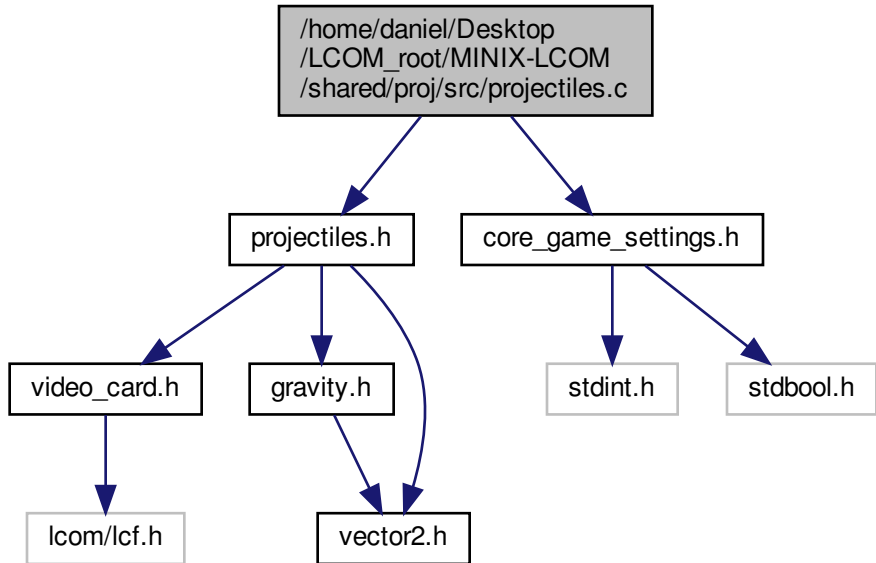 /home/daniel/Desktop
/LCOM_root/MINIX-LCOM
/shared/proj/src/projectiles.c
projectiles.h
core_game_settings.h
video_card.h
gravity.h
stdint.h
stdbool.h
lcom/lcf.h
vector2.h